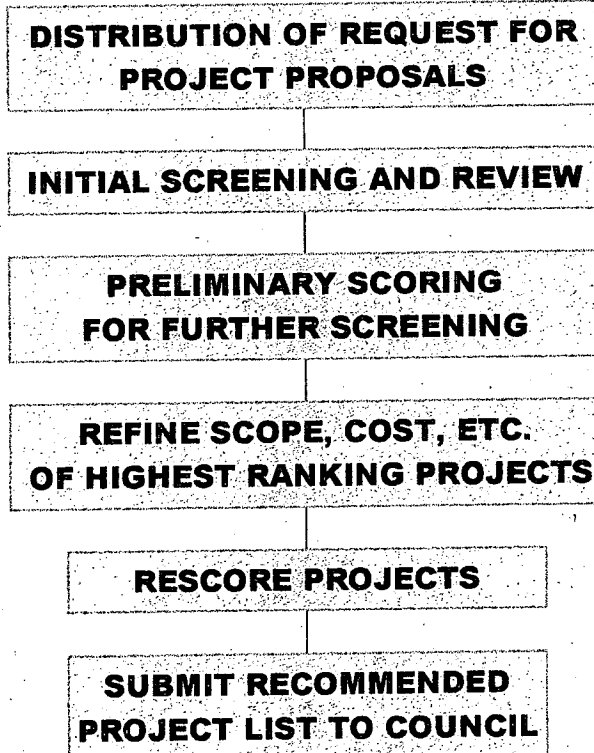 DISTRIBUTION OF REQUEST FOR
PROJECT PROPOSALS
INITIAL SCREENING AND REVIEW
PRELIMINARY SCORING
FOR FURTHER SCREENING
REFINE SCOPE, COST, ETC.
OF HIGHEST RANKING PROJECTS
RESCORE PROJECTS
SUBMIT RECOMMENDED
PROJECT LIST TO COUNCIL